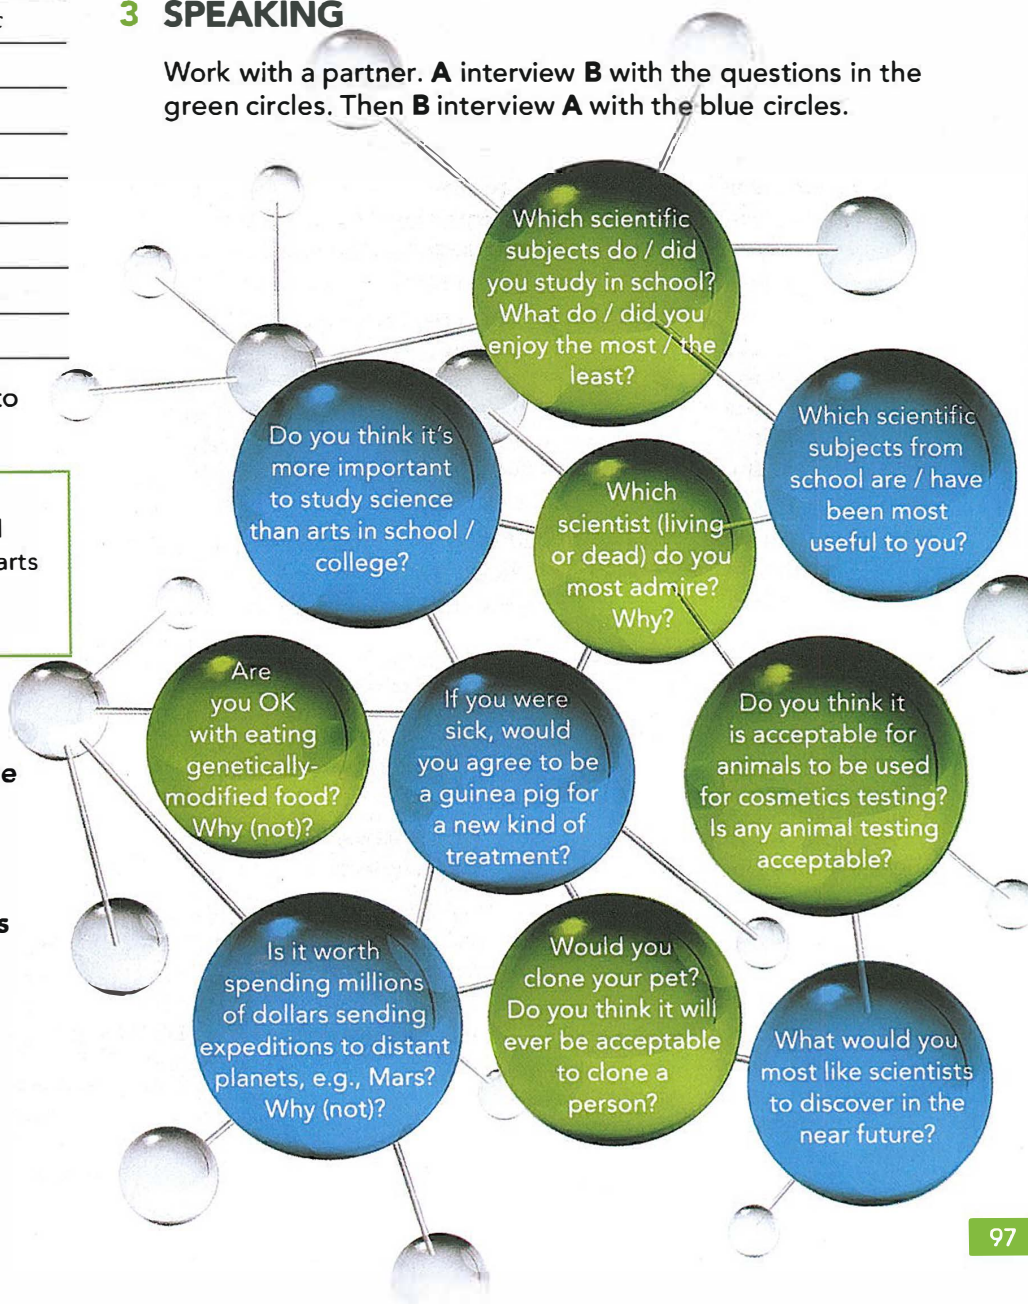 3 SPEAKING
Work with a partner. A interview B with the questions in the
green circles. Then B interview A with the blue circles.
Which scientific
subjects do / did
you study in school?
What do / did you
enjoy the most / the
least?
Do you think it's
more important
to study science
than arts in school /
college?
Which
scientist (living
or dead) do you
most admire?
Why?
Which scientific
subjects from
school are / have
been most
useful to you?
Are
you OK
with eating
genetically-
modified food?
Why (not)?
If you were
sick, would
you agree to be
a guinea pig for
a new kind of
treatment?
Do you think it
is acceptable for
animals to be used
for cosmetics testing?
Is any animal testing
acceptable?
Is it worth
spending millions
of dollars sending
expeditions to distant
planets, e.g., Mars?
Why (not)?
Would you
clone your pet?
Do you think it will
ever be acceptable
to clone a
person?
What would you
most like scientists
to discover in the
near future?
to
arts
e
s
97